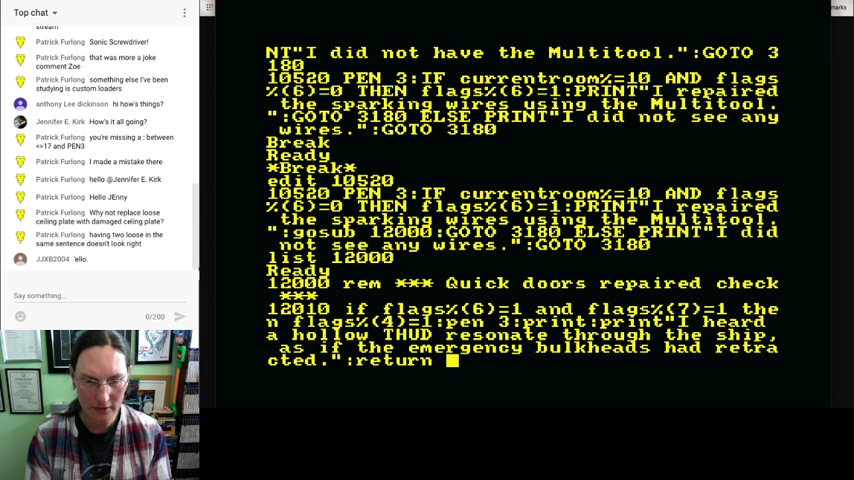 Top chat
stream
Patrick Furlong Sonic Screwdriver!
Patrick Furlong that was more a joke
comment Zoe
Patrick Furlong something else I've been
studying is custom loaders
anthony Lee dickinson hi how's things?
Jennifer E. Kirk How's it all going?
Patrick Furlong you're missing a : between
<>17 and PEN3
Patrick Furlong I made a mistake there
Patrick Furlong hello @Jennifer E. Kirk
Patrick Furlong Hello JEnny
Patrick Furlong Why not replace loose
ceiling plate with damaged celing plate?
Patrick Furlong having two loose in the
same sentence doesn't look right
JJXB2004 'ello.
Say something...
0/200
marks
NT"I did not have the Multitool.":GOTO 3
180
10520 PEN 3:IF currentroom%=10 AND flags
%(6)=0 THEN flags%(6)=1:PRINT"I repaired
the sparking wires using the Multitool.
":GOTO 3180 ELSE PRINT"I did not see any
wires.":GOTO 3180
Break
Ready
*Break*
edit 10520
10520 PEN 3:IF currentroom%=10 AND flags
%(6)=0 THEN flags%(6)=1:PRINT"I repaired
the sparking wires using the Multitool.
":gosub 12000:GOTO 3180 ELSE PRINT"I did
not see any wires.":GOTO 3180
list 12000
Ready
12000 rem *** Quick doors repaired check
***
12010 if flags%(6)=1 and flags%(7)=1 the
n flags%(4)=1:pen 3:print:print"I heard
a hollow THUD resonate through the ship,
as if the emergency bulkheads had retra
cted.":return